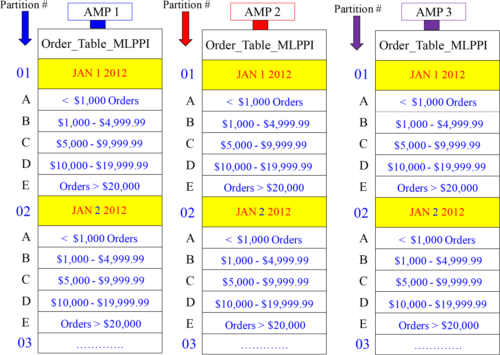 Partition #
AMP 1
Order_Table_MLPPI
01
JAN 1 2012
A
< $1,000 Orders
B
$1,000 - $4,999.99
C
$5,000 - $9,999.99
D
$10,000 - $19,999.99
E
Orders > $20,000
02
JAN 2 2012
A
< $1,000 Orders
B
$1,000 - $4,999.99
C
$5,000 - $9,999.99
D
$10,000 - $19,999.99
E
Orders > $20,000
03
.............
Partition #
AMP 2
Order_Table_MLPPI
01
JAN 1 2012
A
< $1,000 Orders
B
$1,000 - $4,999.99
C
$5,000 - $9,999.99
D
$10,000 - $19,999.99
E
Orders > $20,000
02
JAN 2 2012
A
< $1,000 Orders
B
$1,000 - $4,999.99
C
$5,000 - $9,999.99
D
$10,000 - $19,999.99
E
Orders > $20,000
03
.............
Partition #
AMP 3
Order_Table_MLPPI
01
JAN 1 2012
A
< $1,000 Orders
B
$1,000 - $4,999.99
C
$5,000 - $9,999.99
D
$10,000 - $19,999.99
E
Orders > $20,000
02
JAN 2 2012
A
< $1,000 Orders
B
$1,000 - $4,999.99
C
$5,000 - $9,999.99
D
$10,000 - $19,999.99
E
Orders > $20,000
03
.............